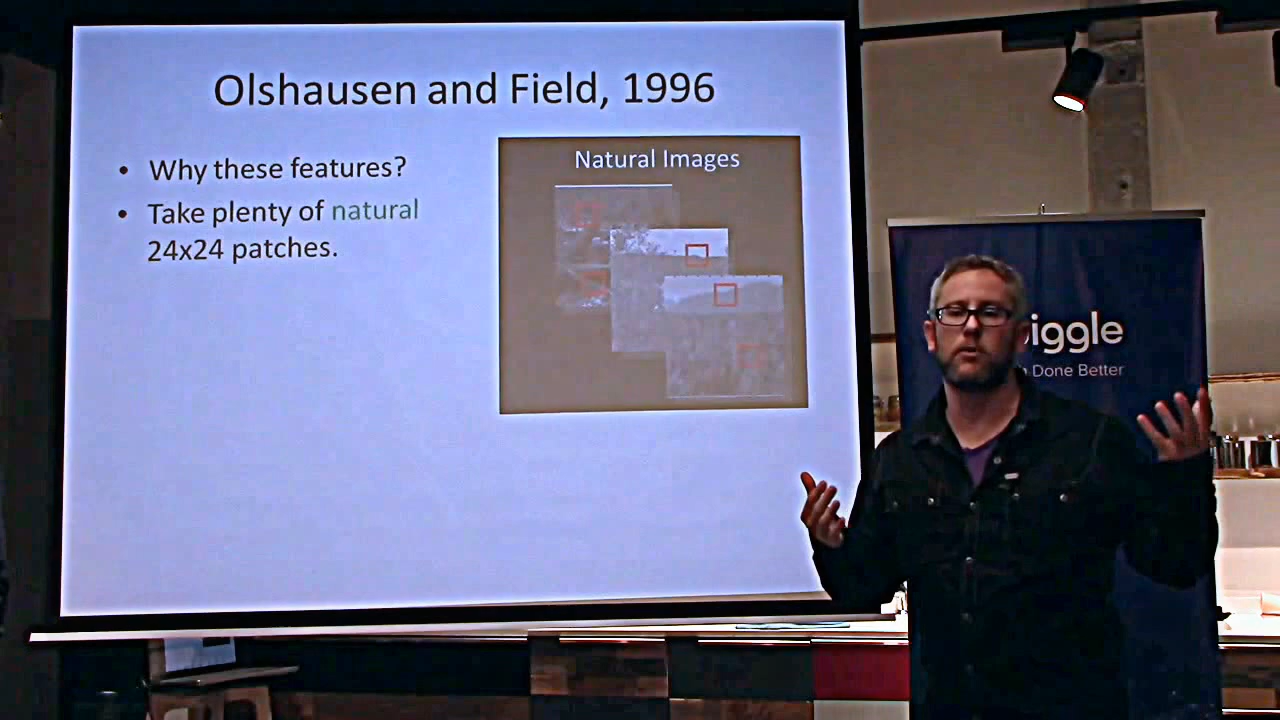 Olshausen and Field, 1996
• Why these features?
• Take plenty of natural
24x24 patches.
Natural Images
iggle
Done Better